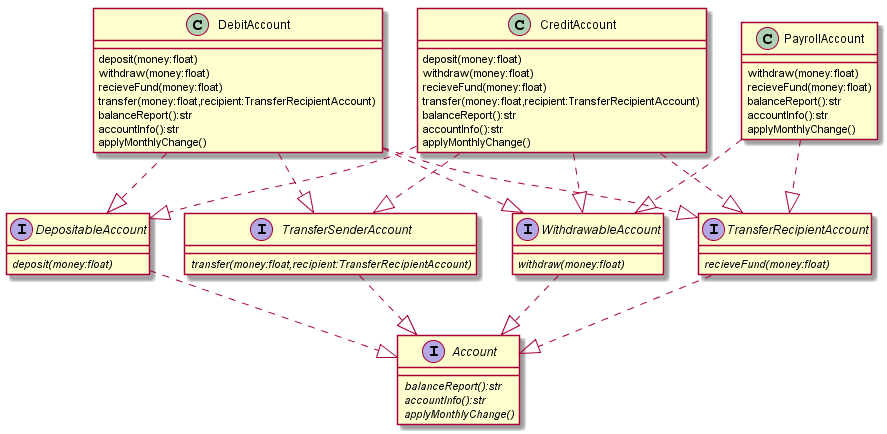 C DebitAccount
deposit(money:float)
withdraw(money:float)
recieveFund(money:float)
transfer(money:float,recipient:TransferRecipientAccount)
balanceReport():str
accountInfo():str
applyMonthlyChange()
C CreditAccount
deposit(money:float)
withdraw(money:float)
recieveFund(money:float)
transfer(money:float,recipient:TransferRecipientAccount)
balanceReport():str
accountInfo():str
applyMonthlyChange()
C PayrollAccount
withdraw(money:float)
recieveFund(money:float)
balanceReport():str
accountInfo():str
applyMonthlyChange()
I DepositableAccount
deposit(money:float)
I TransferSenderAccount
transfer(money:float,recipient:TransferRecipientAccount)
I WithdrawableAccount
withdraw(money:float)
I TransferRecipientAccount
recieveFund(money:float)
I Account
balanceReport():str
accountInfo():str
applyMonthlyChange()